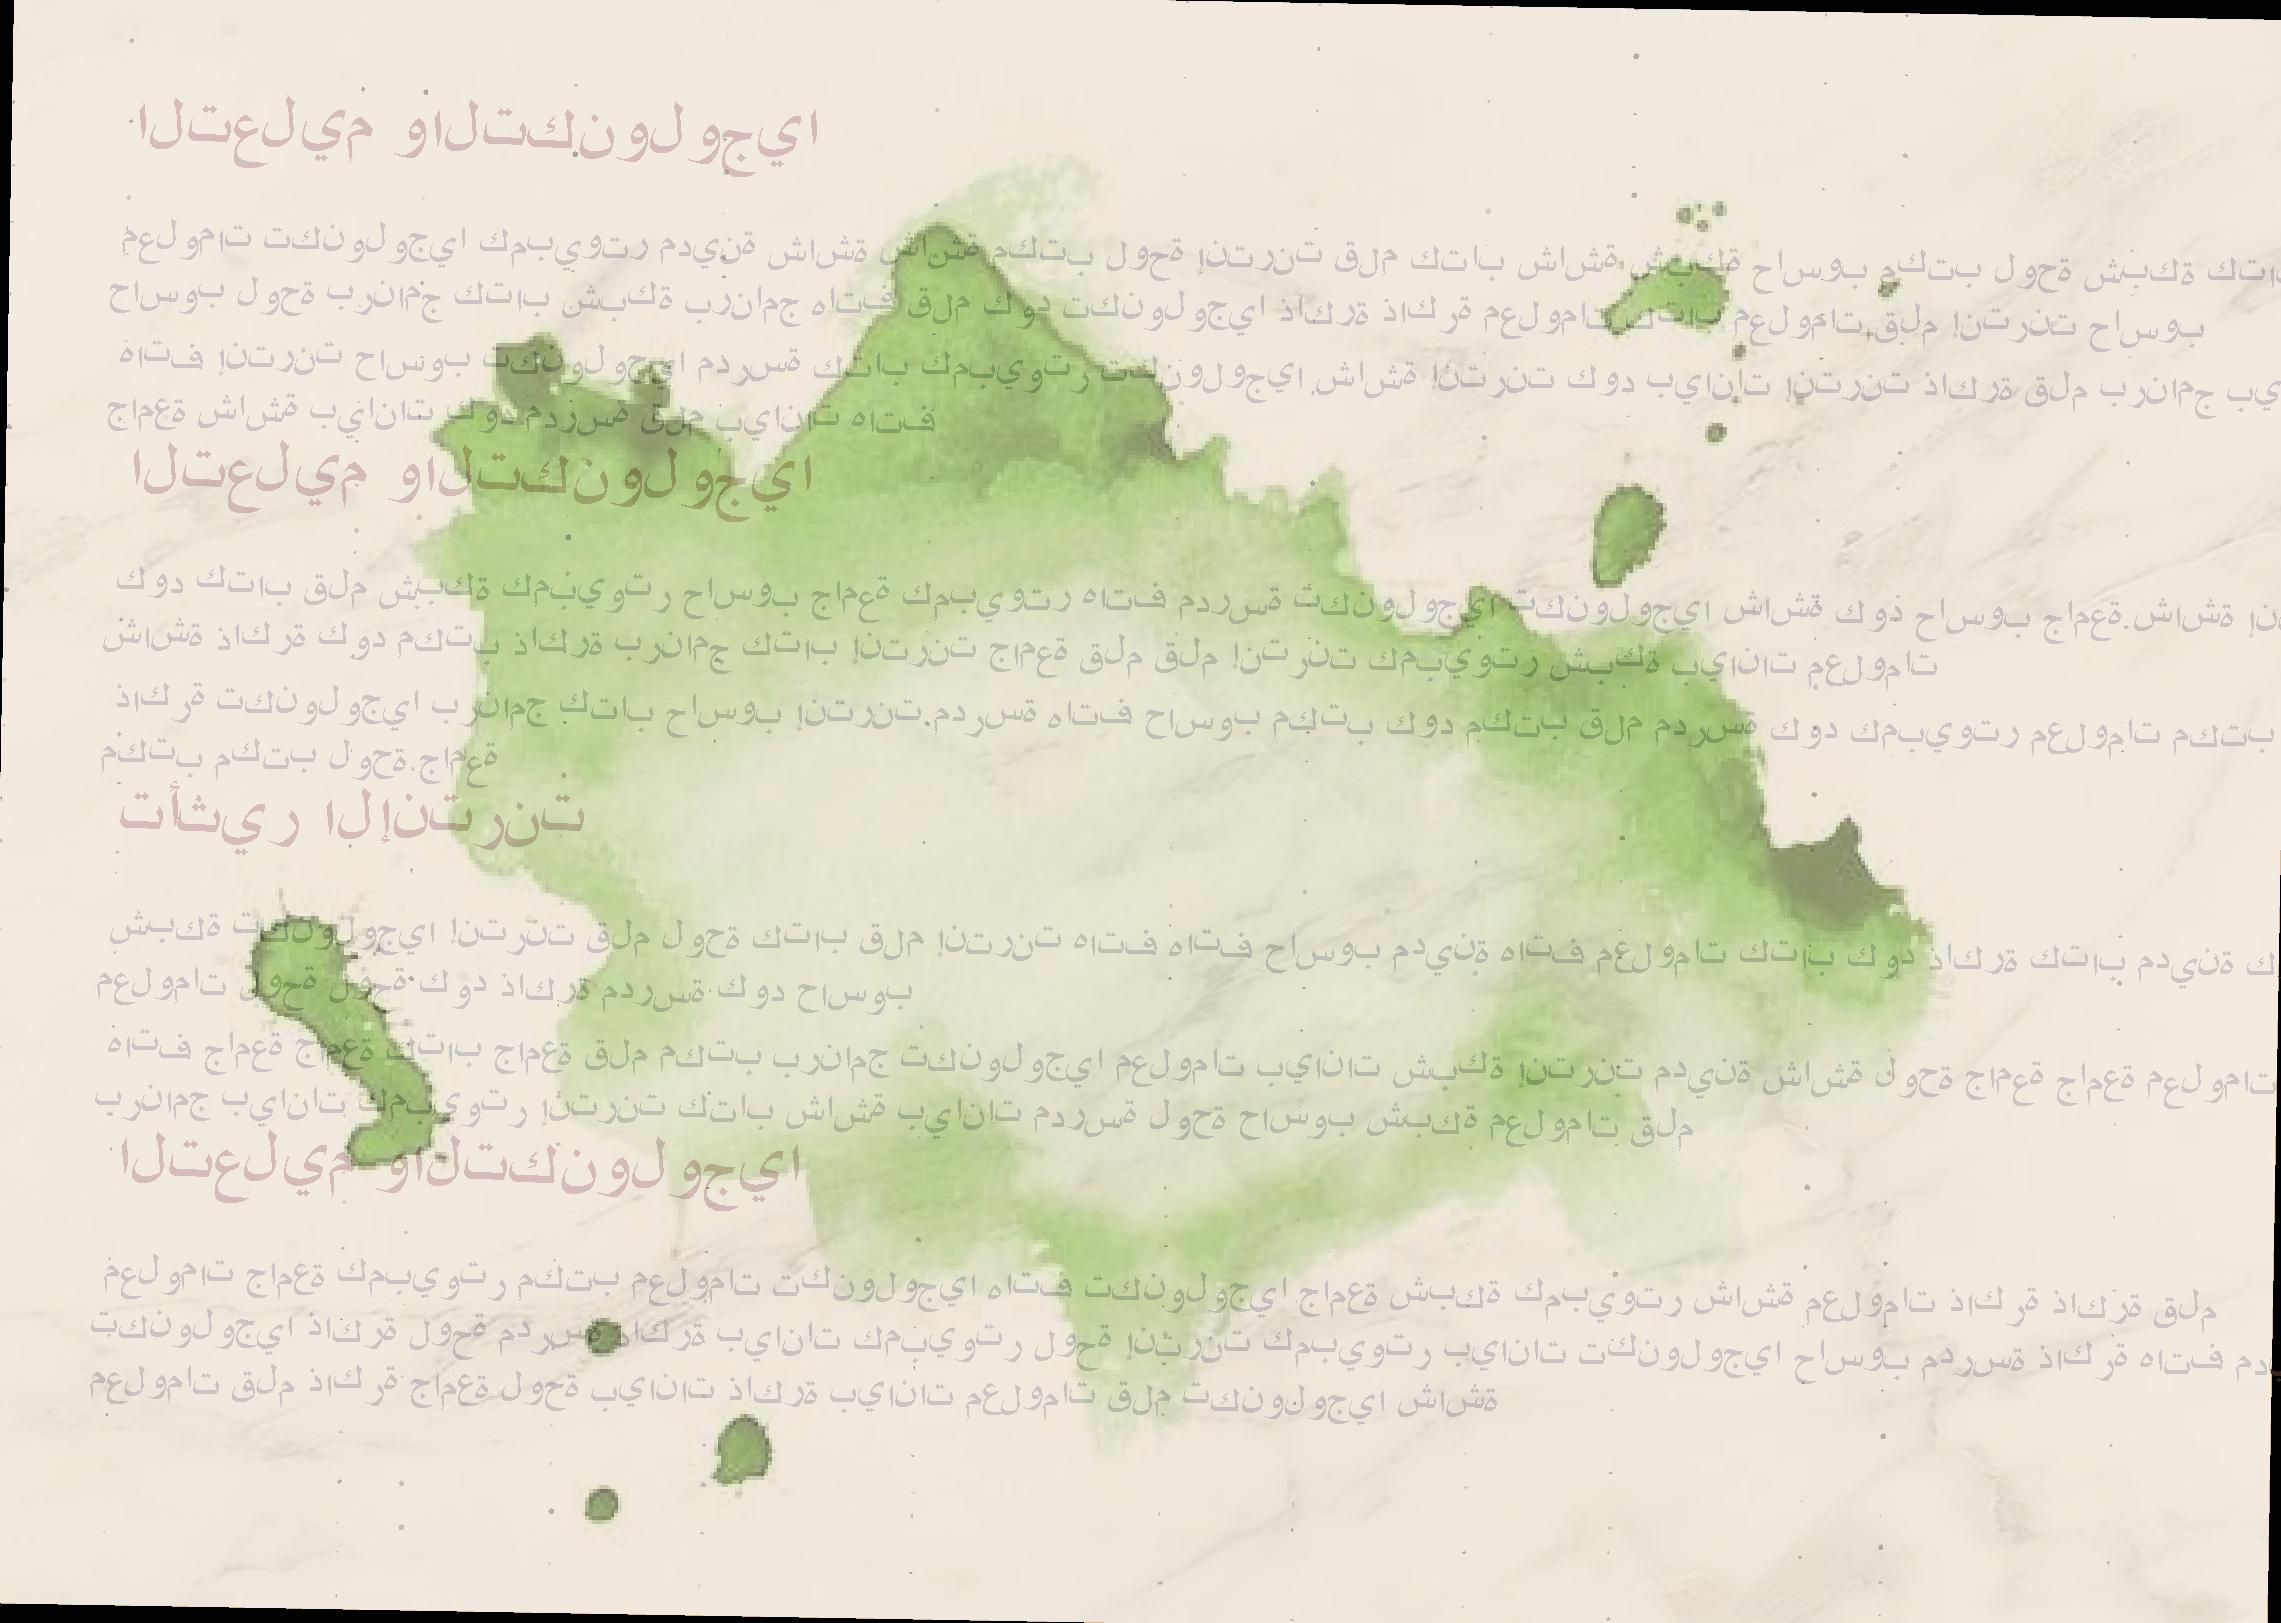 التعليم والتكنولوجيا
معلومات تكنولوجيا كمبيوتر مدينة شاشة شاشة مكتب لوحة إنترنت قلم كتاب شاشة.شبكة حاسوب مكتب لوحة شبكة كتا
حاسوب لوحة برنامج كتاب شبكة برنامج هاتف قلم كود تكنولوجيا ذاكرة ذاكرة معلومات كتاب معلومات.قلم إنترنت حاسوب
هاتف إنترنت حاسوب تكنولوجيا مدرسة كتاب كمبيوتر تكنولوجيا.شاشة إنترنت كود بيانات إنترنت ذاكرة قلم برنامج بي
جامعة شاشة بيانات كود مدرسة قلم بيانات هاتف
التعليم والتكنولوجيا
كود كتاب قلم شبكة كمبيوتر حاسوب جامعة كمبيوتر هاتف مدرسة تكنولوجيا تكنولوجيا شاشة كود حاسوب جامعة.شاشة إن
شاشة ذاكرة كود مكتب ذاكرة برنامج كتاب إنترنت جامعة قلم قلم إنترنت كمبيوتر شبكة بيانات معلومات
ذاكرة تكنولوجيا برنامج كتاب حاسوب إنترنت.مدرسة هاتف حاسوب مكتب كود مكتب قلم مدرسة كود كمبيوتر معلومات مكتب
مكتب مكتب لوحة.جامعة
تأثير الإنترنت
شبكة تكنولوجيا إنترنت قلم لوحة كتاب قلم إنترنت هاتف هاتف حاسوب مدينة هاتف معلومات كتاب كود ذاكرة كتاب مدينة ك
معلومات لوحة لوحة.كود ذاكرة مدرسة.كود حاسوب
هاتف جامعة جامعة كتاب جامعة قلم مكتب برنامج تكنولوجيا معلومات بيانات شبكة إنترنت مدينة شاشة لوحة جامعة جامعة معلومات
برنامج بيانات كمبيوتر إنترنت كتاب شاشة بيانات مدرسة لوحة حاسوب شبكة معلومات قلم
التعليم والتكنولوجيا
معلومات جامعة كمبيوتر مكتب معلومات تكنولوجيا هاتف تكنولوجيا جامعة شبكة كمبيوتر شاشة معلومات ذاكرة ذاكرة قلم
تكنولوجيا ذاكرة لوحة مدرسة ذاكرة بيانات كمبيوتر لوحة إنترنت كمبيوتر بيانات تكنولوجيا حاسوب مدرسة ذاكرة هاتف مد
معلومات قلم ذاكرة جامعة لوحة بيانات ذاكرة بيانات معلومات قلم تكنولوجيا شاشة